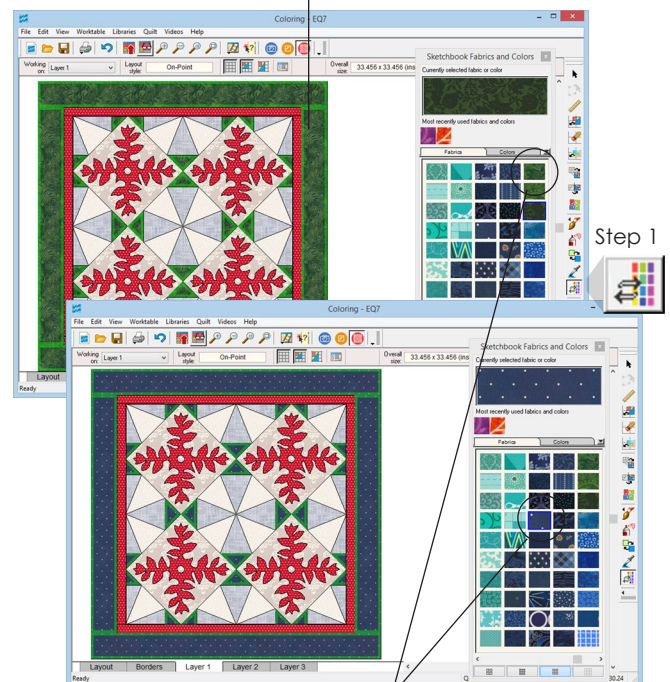 Coloring - EQ7
File Edit View Worktable Libraries Quilt Videos Help
Working on: Layer 1 Layout style: On-Point Overall size: 33.456 x 33.456 (ins
Sketchbook Fabrics and Colors
Currently selected fabric or color
Most recently used fabrics and colors
Fabrics Colors
Step 1
Layout
Ready
Coloring - EQ7
File Edit View Worktable Libraries Quilt Videos Help
Working on: Layer 1 Layout style: On-Point Overall size: 33.456 x 33.456 (ins
Sketchbook Fabrics and Colors
Currently selected fabric or color
Most recently used fabrics and colors
Fabrics Colors
Layout Borders Layer 1 Layer 2 Layer 3
Ready Q 30.24